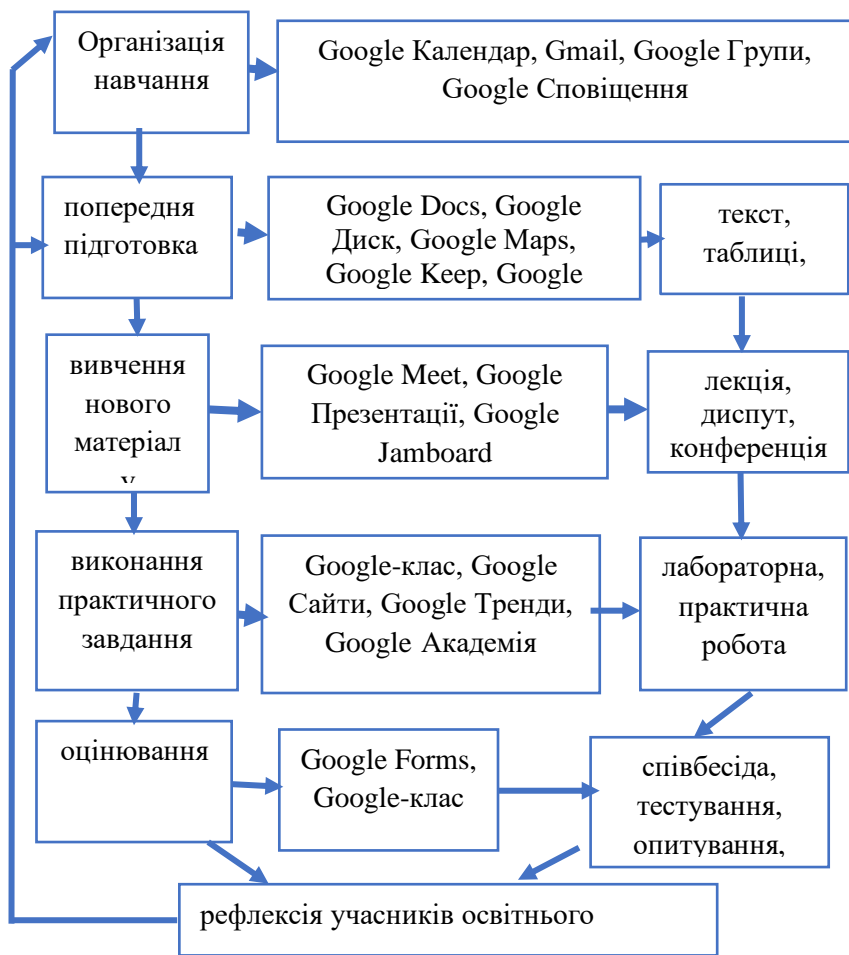 Організація
навчання
Google Календар, Gmail, Google Групи,
Google Сповіщення
попередня
підготовка
Google Docs, Google
Диск, Google Maps,
Google Keep, Google
текст,
таблиці,
вивчення
нового
матеріал
у
Google Meet, Google
Презентації, Google
Jamboard
лекція,
диспут,
конференція
виконання
практичного
завдання
Google-клас, Google
Сайти, Google Тренди,
Google Академія
лабораторна,
практична
робота
оцінювання
Google Forms,
Google-клас
співбесіда,
тестування,
опитування,
рефлексія учасників освітнього